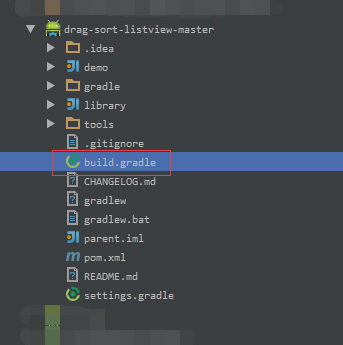 drag-sort-listview-master
.idea
demo
gradle
library
tools
.gitignore
build.gradle
CHANGELOG.md
gradlew
gradlew.bat
parent.iml
pom.xml
README.md
settings.gradle